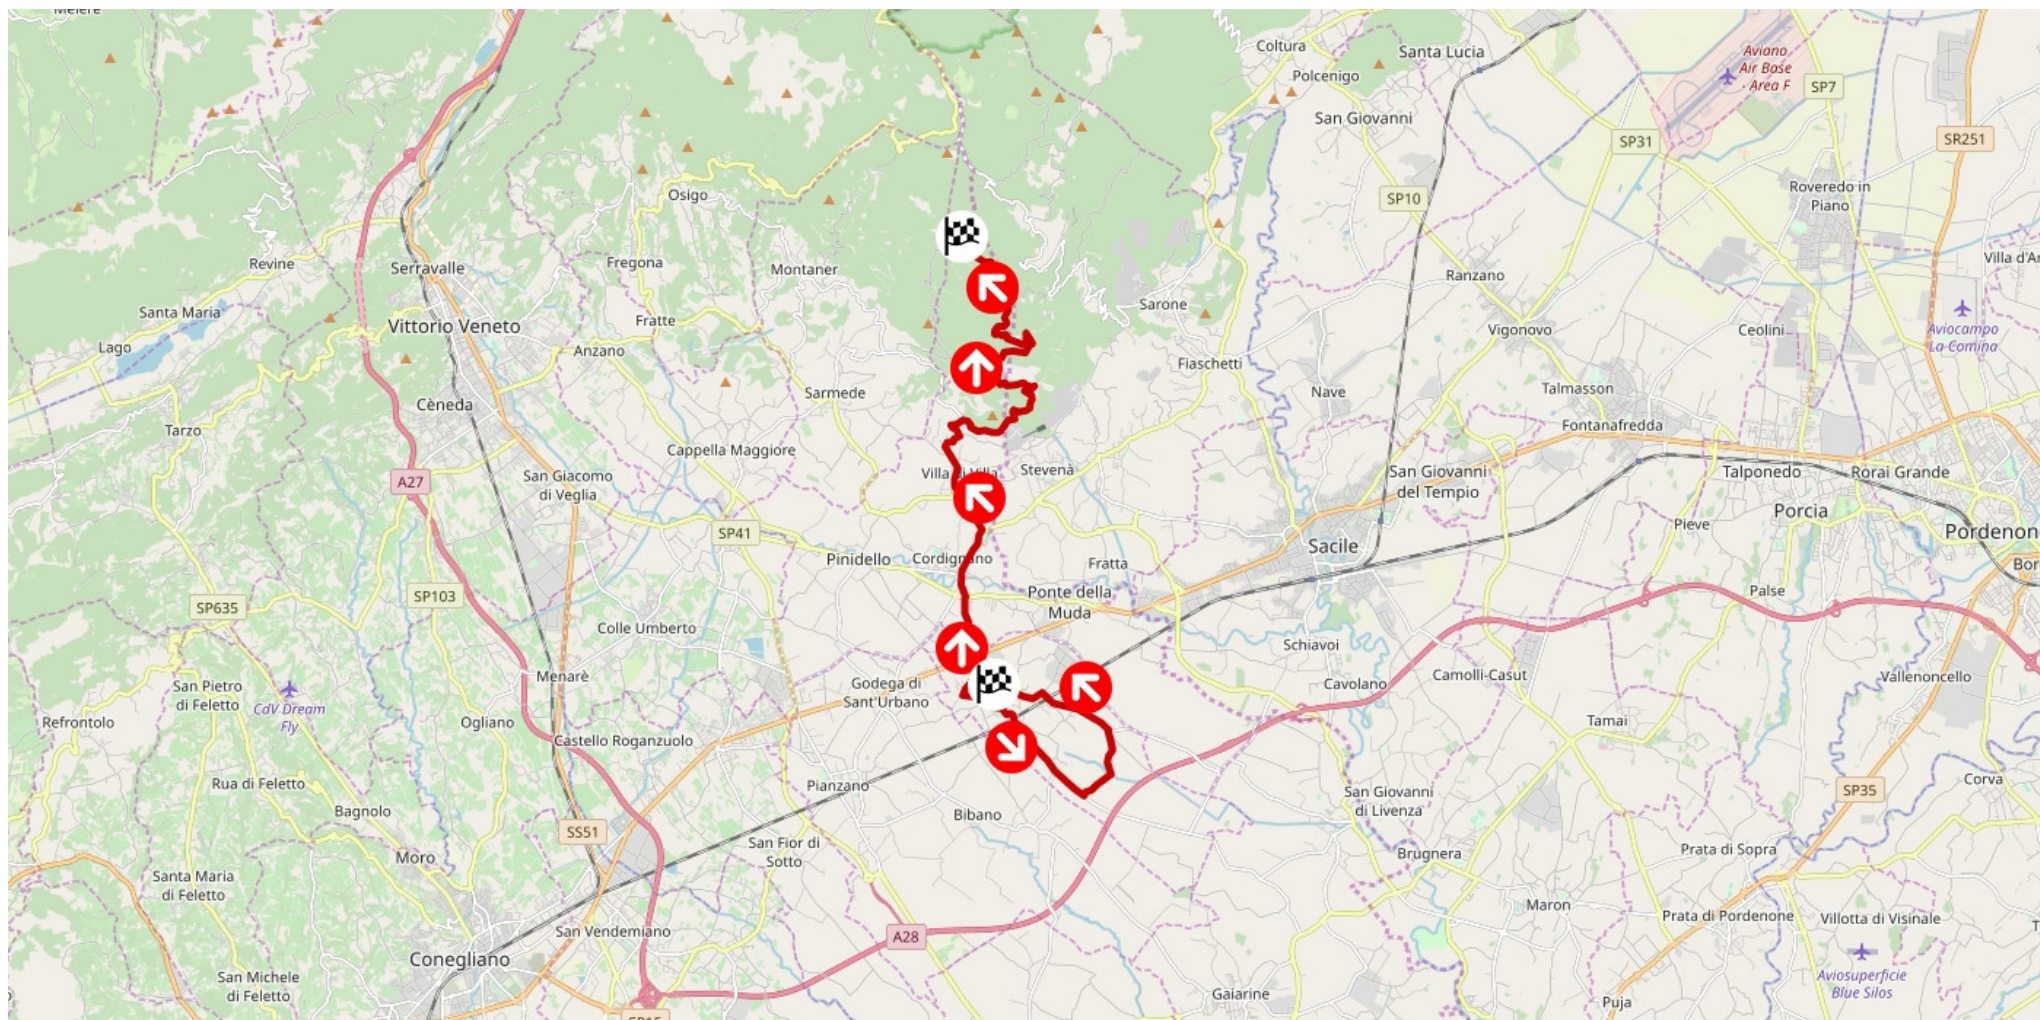 Coltura
Santa Lucia
Polcenigo
San Giovanni
Aviano
Air Base
- Area F
SP7
SP31
SR251
SP10
Roveredo in
Piano
Osigo
Revine
Serravalle
Fregona
Montaner
Ranzano
Villa d'Ar
Santa Maria
Vittorio Veneto
Fratte
Sarone
Vigonovo
Ceolini
Aviocampo
La Comina
Lago
Anzano
Fiaschetti
Sarmede
Nave
Talmasson
Cèneda
Tarzo
Fontanafredda
Cappella Maggiore
San Giacomo
di Veglia
A27
Stevenà
San Giovanni
del Tempio
Talponedo
Rorai Grande
SP41
Pieve
Porcia
Pordenon
Pinidello
Cordignano
Fratta
Sacile
SP635
SP103
Ponte della
Muda
Palse
Colle Umberto
Schiavoi
Menarè
San Pietro
di Feletto
CdV Dream
Fly
Godega di
Sant'Urbano
Cavolano
Camolli-Casut
Vallenoncello
Refrontolo
Ogliano
Tamai
Castello Roganzuolo
Rua di Feletto
Pianzano
San Giovanni
di Livenza
SP35
Corva
Bagnolo
Bibano
SS51
San Fior di
Sotto
Moro
Brugnera
Prata di Sopra
Santa Maria
di Feletto
Maron
Prata di Pordenone
Villotta di Visinale
San Vendemiano
A28
Conegliano
San Michele
di Feletto
Aviosuperficie
Blue Silos
Gaiarine
Puja